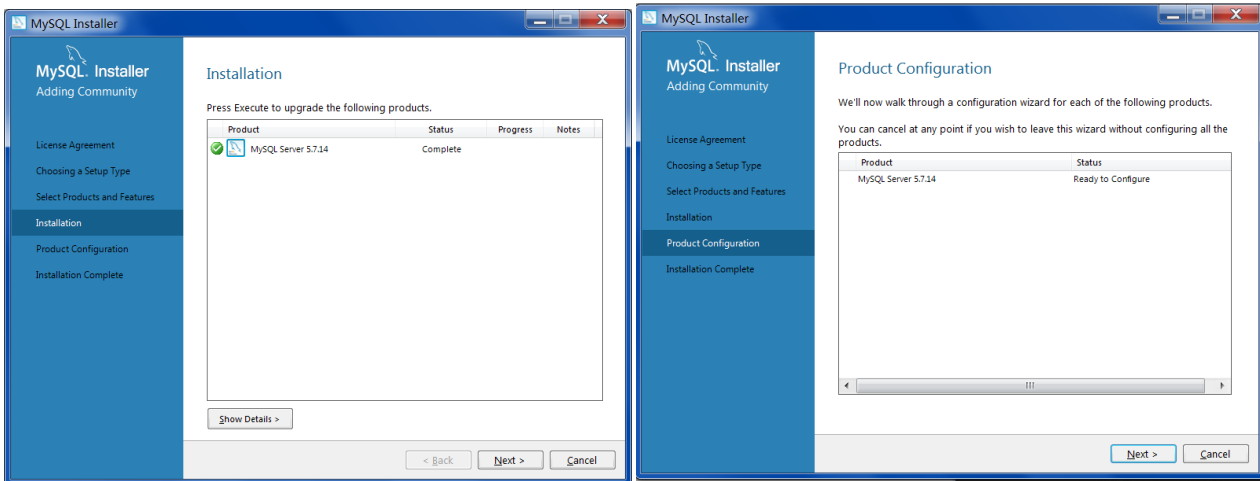 MySQL Installer
MySQL. Installer
Adding Community
License Agreement
Choosing a Setup Type
Select Products and Features
Installation
Product Configuration
Installation Complete
Installation
Press Execute to upgrade the following products.
Product Status Progress Notes
MySQL Server 5.7.14 Complete
Show Details >
< Back Next > Cancel
MySQL Installer
MySQL. Installer
Adding Community
License Agreement
Choosing a Setup Type
Select Products and Features
Installation
Product Configuration
Installation Complete
Product Configuration
We'll now walk through a configuration wizard for each of the following products.
You can cancel at any point if you wish to leave this wizard without configuring all the
products.
Product Status
MySQL Server 5.7.14 Ready to Configure
Next > Cancel